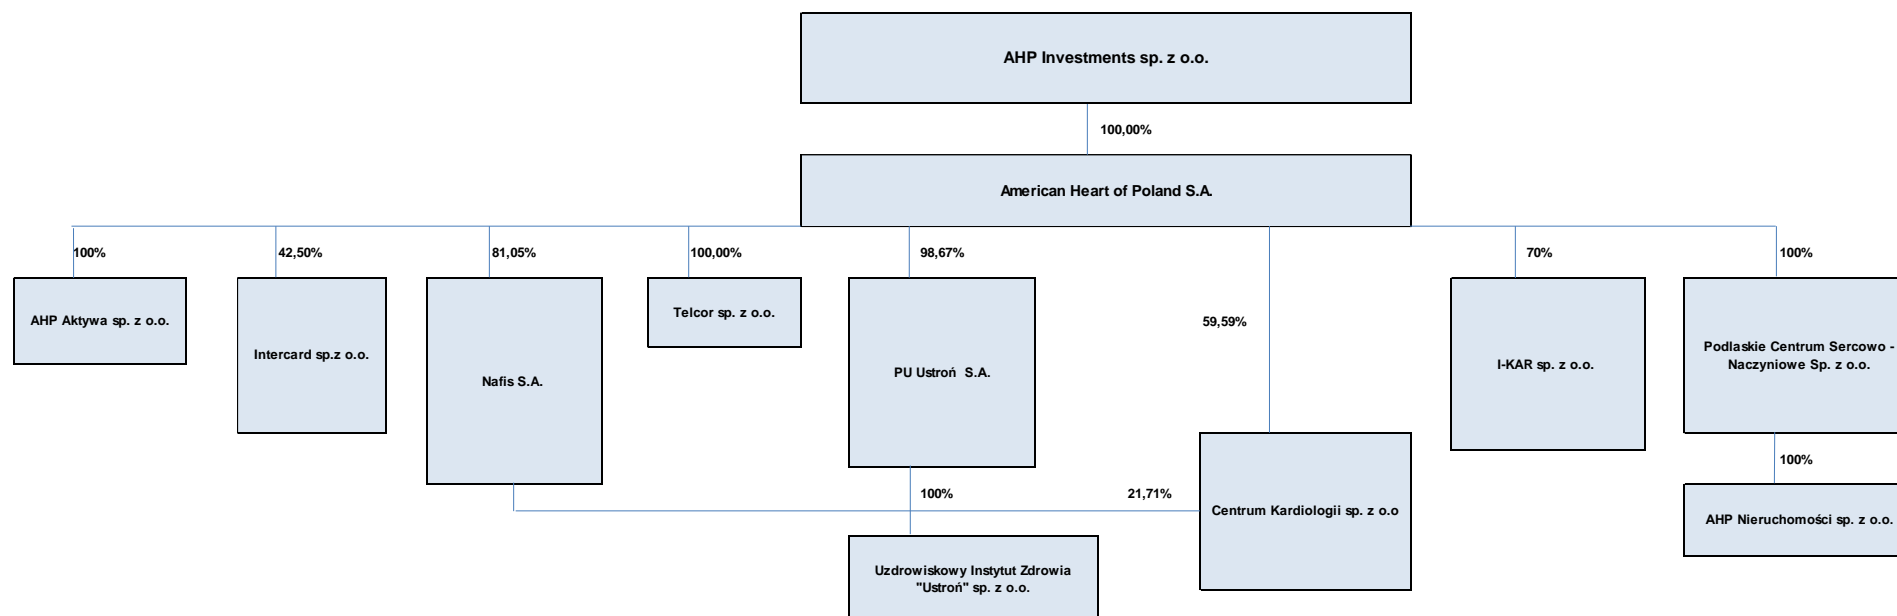 AHP Investments sp. z o.o.
100,00%
American Heart of Poland S.A.
100%
42,50%
81,05%
100,00%
98,67%
70%
100%
AHP Aktywa sp. z o.o.
Intercard sp.z o.o.
Nafis S.A.
Telcor sp. z o.o.
PU Ustroń S.A.
59,59%
I-KAR sp. z o.o.
Podlaskie Centrum Sercowo -
Naczyniowe Sp. z o.o.
100%
100%
21,71%
Centrum Kardiologii sp. z o.o
AHP Nieruchomości sp. z o.o.
Uzdrowiskowy Instytut Zdrowia
"Ustroń" sp. z o.o.